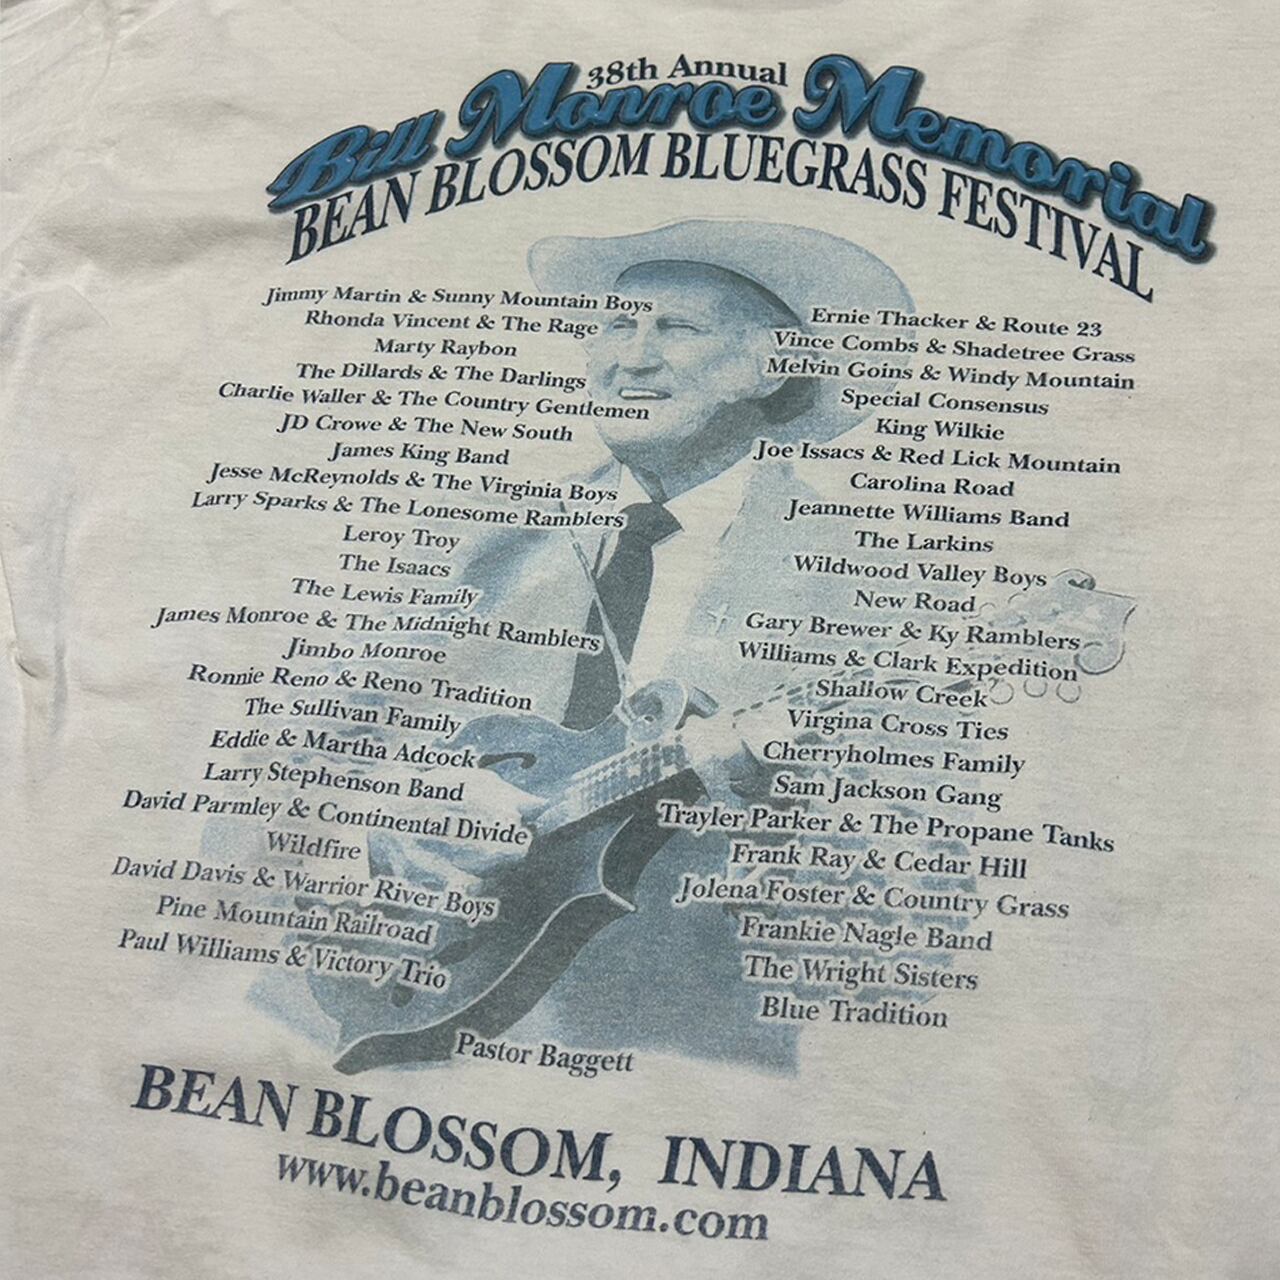 38th Annual
Bill Monroe Memorial
BEAN BLOSSOM BLUEGRASS FESTIVAL
Jimmy Martin & Sunny Mountain Boys
Rhonda Vincent & The Rage
Marty Raybon
The Dillards & The Darlings
Charlie Waller & The Country Gentlemen
JD Crowe & The New South
James King Band
Jesse McReynolds & The Virginia Boys
Larry Sparks & The Lonesome Ramblers
Leroy Troy
The Isaacs
The Lewis Family
James Monroe & The Midnight Ramblers
Jimbo Monroe
Ronnie Reno & Reno Tradition
The Sullivan Family
Eddie & Martha Adcock
Larry Stephenson Band
David Parmley & Continental Divide
Wildfire
David Davis & Warrior River Boys
Pine Mountain Railroad
Paul Williams & Victory Trio
Ernie Thacker & Route 23
Vince Combs & Shadetree Grass
Melvin Goins & Windy Mountain
Special Consensus
King Wilkie
Joe Issacs & Red Lick Mountain
Carolina Road
Jeannette Williams Band
The Larkins
Wildwood Valley Boys
New Road
Gary Brewer & Ky Ramblers
Williams & Clark Expedition
Shallow Creek
Virgina Cross Ties
Cherryholmes Family
Sam Jackson Gang
Trayler Parker & The Propane Tanks
Frank Ray & Cedar Hill
Jolena Foster & Country Grass
Frankie Nagle Band
The Wright Sisters
Blue Tradition
Pastor Baggett
BEAN BLOSSOM, INDIANA
www.beanblossom.com